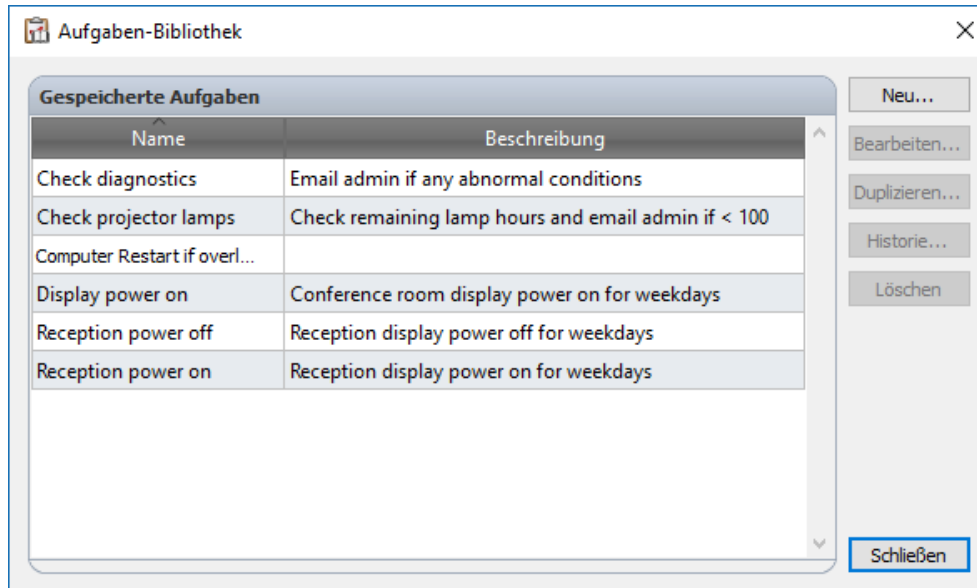 Aufgaben-Bibliothek
Gespeicherte Aufgaben
Name Beschreibung
Check diagnostics Email admin if any abnormal conditions
Check projector lamps Check remaining lamp hours and email admin if < 100
Computer Restart if overl...
Display power on Conference room display power on for weekdays
Reception power off Reception display power off for weekdays
Reception power on Reception display power on for weekdays
Neu...
Bearbeiten...
Duplizieren...
Historie...
Löschen
Schließen